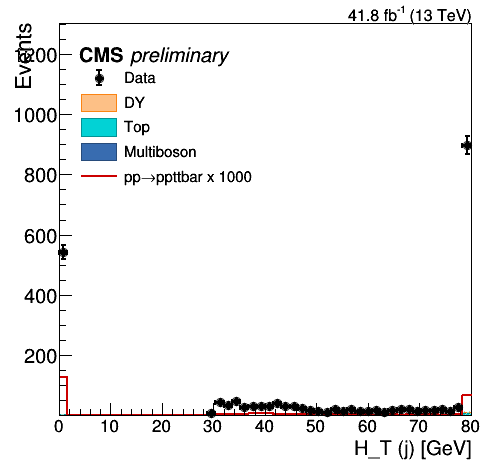 41.8 fb⁻¹ (13 TeV)
Events
CMS preliminary
Data
DY
Top
Multiboson
pp→ppttbar x 1000
1200
1000
800
600
400
200
0 10 20 30 40 50 60 70 80
H_T (j) [GeV]